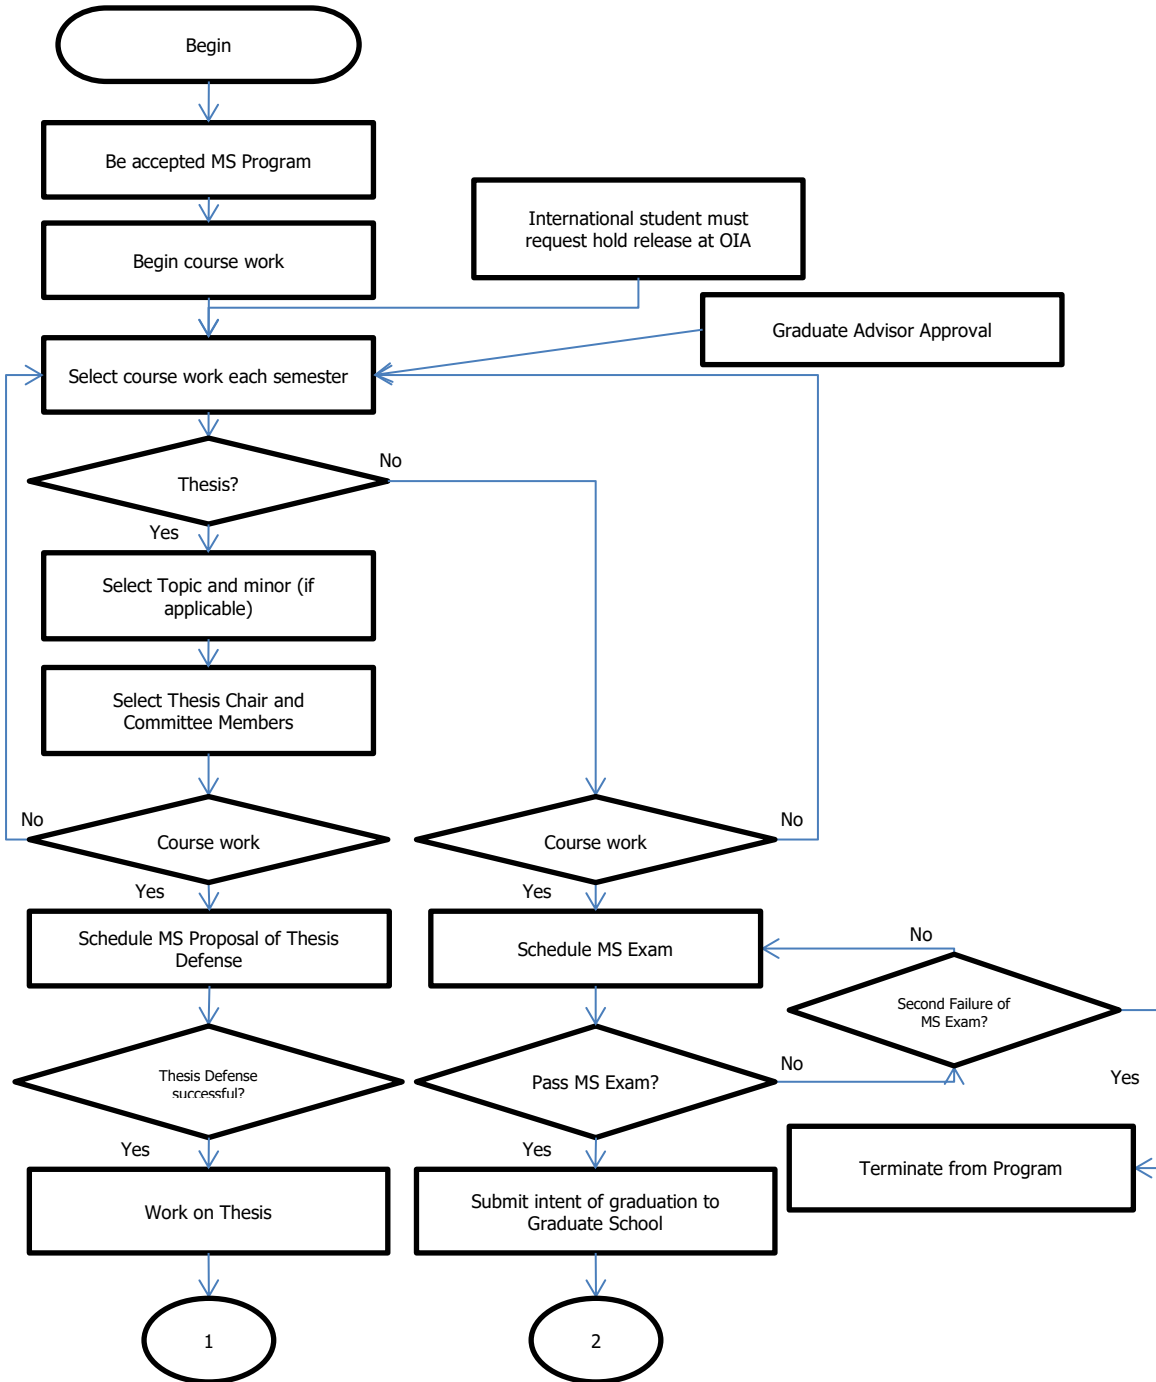 Begin
Be accepted MS Program
International student must
request hold release at OIA
Begin course work
Graduate Advisor Approval
Select course work each semester
No
Thesis?
Yes
Select Topic and minor (if
applicable)
Select Thesis Chair and
Committee Members
No
Course work
Course work
No
Yes
Yes
Schedule MS Proposal of Thesis
Defense
Schedule MS Exam
No
Second Failure of
MS Exam?
Thesis Defense
successful?
Pass MS Exam?
No
Yes
Yes
Yes
Work on Thesis
Submit intent of graduation to
Graduate School
Terminate from Program
1
2